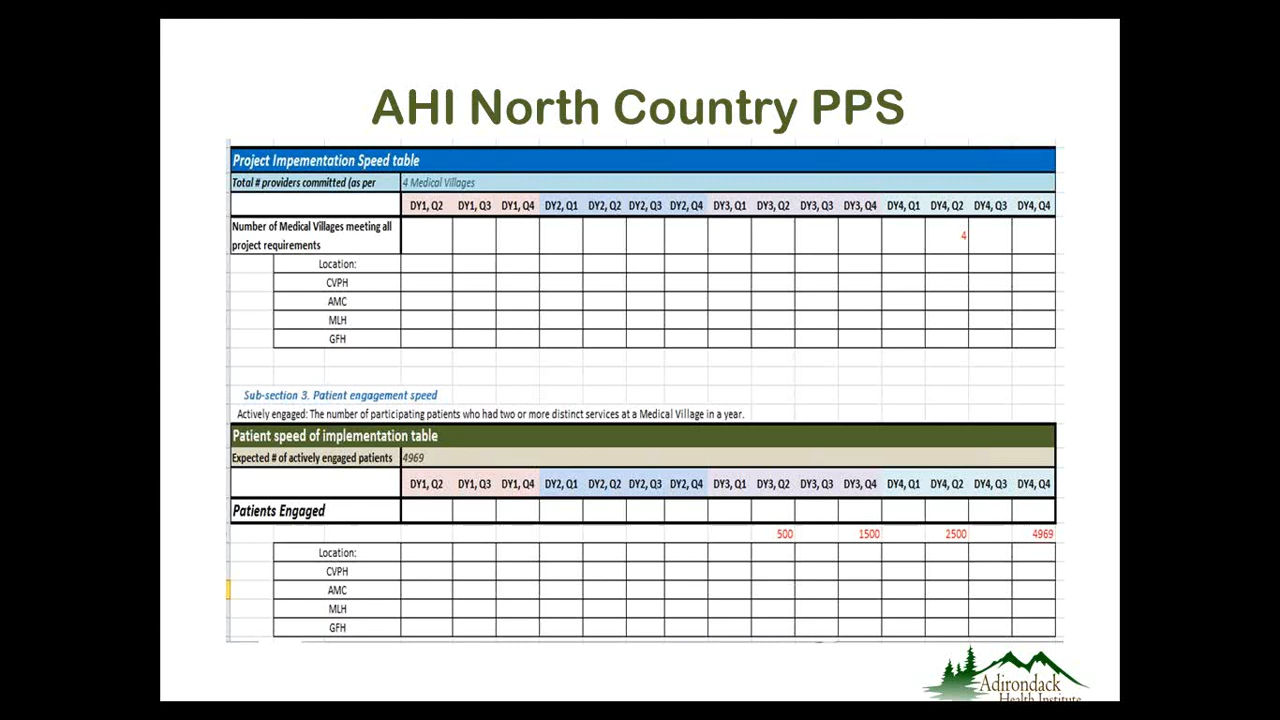 AHI North Country PPS
Project Impementation Speed table
Total # providers committed (as per 4 Medical Villages
DY1, Q2 DY1, Q3 DY1, Q4 DY2, Q1 DY2, Q2 DY2, Q3 DY2, Q4 DY3, Q1 DY3, Q2 DY3, Q3 DY3, Q4 DY4, Q1 DY4, Q2 DY4, Q3 DY4, Q4
Number of Medical Villages meeting all
project requirements 4
Location:
CVPH
AMC
MLH
GFH
Sub-section 3. Patient engagement speed
Actively engaged: The number of participating patients who had two or more distinct services at a Medical Village in a year.
Patient speed of implementation table
Expected # of actively engaged patients 4969
DY1, Q2 DY1, Q3 DY1, Q4 DY2, Q1 DY2, Q2 DY2, Q3 DY2, Q4 DY3, Q1 DY3, Q2 DY3, Q3 DY3, Q4 DY4, Q1 DY4, Q2 DY4, Q3 DY4, Q4
Patients Engaged
500 1500 2500 4969
Location:
CVPH
AMC
MLH
GFH
Adirondack
Health Institute